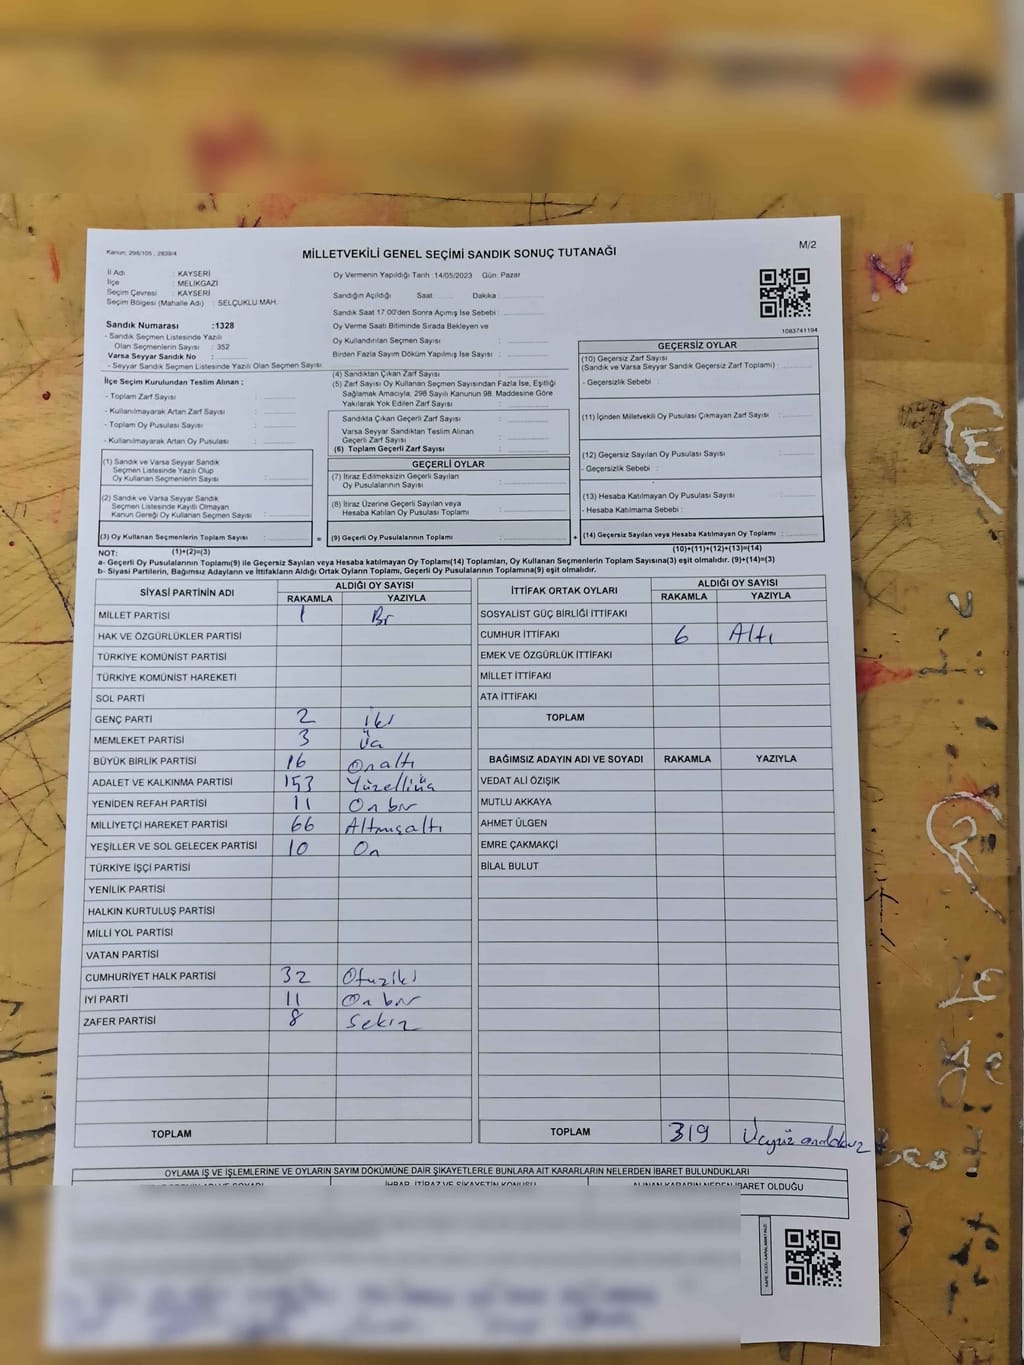 Kanun: 298/105 ; 2839/4
MİLLETVEKİLİ GENEL SEÇİMİ SANDIK SONUÇ TUTANAĞI
M/2
İl Adı : KAYSERİ
İlçe : MELİKGAZİ
Seçim Çevresi : KAYSERİ
Seçim Bölgesi (Mahalle Adı) : SELÇUKLU MAH.
Sandık Numarası :1328
- Sandık Seçmen Listesinde Yazılı
Olan Seçmenlerin Sayısı : 352
Varsa Seyyar Sandık No :
- Seyyar Sandık Seçmen Listesinde Yazılı Olan Seçmen Sayısı:
Oy Vermenin Yapıldığı Tarih :14/05/2023 Gün: Pazar
Sandığın Açıldığı Saat Dakika :
Sandık Saat 17.00'den Sonra Açımış İse Sebebi :
Oy Verme Saati Bitiminde Sırada Bekleyen ve
Oy Kullandırılan Seçmen Sayısı :
Birden Fazla Sayım Döküm Yapılmış İse Sayısı :
1083741194
İlçe Seçim Kurulundan Teslim Alınan ;
- Toplam Zarf Sayısı :
- Kullanılmayarak Artan Zarf Sayısı :
- Toplam Oy Pusulası Sayısı :
- Kullanılmayarak Artan Oy Pusulası :
(4) Sandıktan Çıkan Zarf Sayısı :
(5) Zarf Sayısı Oy Kullanan Seçmen Sayısından Fazla İse, Eşitliği
Sağlamak Amacıyla; 298 Sayılı Kanunun 98. Maddesine Göre
Yakılarak Yok Edilen Zarf Sayısı :
Sandıkta Çıkan Geçerli Zarf Sayısı :
Varsa Seyyar Sandıktan Teslim Alınan
Geçerli Zarf Sayısı :
(6) Toplam Geçerli Zarf Sayısı :
GEÇERSİZ OYLAR
(10) Geçersiz Zarf Sayısı
(Sandık ve Varsa Seyyar Sandık Geçersiz Zarf Toplamı) :
- Geçersizlik Sebebi :
(11) İçinden Milletvekili Oy Pusulası Çıkmayan Zarf Sayısı :
(12) Geçersiz Sayılan Oy Pusulası Sayısı :
- Geçersizlik Sebebi :
(13) Hesaba Katılmayan Oy Pusulası Sayısı :
- Hesaba Katılmama Sebebi :
(14) Geçersiz Sayılan veya Hesaba Katılmayan Oy Toplamı :
(1) Sandık ve Varsa Seyyar Sandık
Seçmen Listesinde Yazılı Olup
Oy Kullanan Seçmenlerin Sayısı :
(2) Sandık ve Varsa Seyyar Sandık
Seçmen Listesinde Kayıtlı Olmayan
Kanun Gereği Oy Kullanan Seçmen Sayısı :
(3) Oy Kullanan Seçmenlerin Toplam Sayısı :
GEÇERLİ OYLAR
(7) İtiraz Edilmeksizin Geçerli Sayılan
Oy Pusulalarının Sayısı :
(8) İtiraz Üzerine Geçerli Sayılan veya
Hesaba Katılan Oy Pusulası Toplamı :
(9) Geçerli Oy Pusulalarının Toplamı :
= +
NOT: (1)+(2)=(3) (10)+(11)+(12)+(13)=(14)
a- Geçerli Oy Pusulalarının Toplamı(9) ile Geçersiz Sayılan veya Hesaba Katılmayan Oy Toplamı(14) Toplamları, Oy Kullanan Seçmenlerin Toplam Sayısına(3) eşit olmalıdır. (9)+(14)=(3)
b- Siyasi Partilerin, Bağımsız Adayların ve İttifakların Aldığı Ortak Oyların Toplamı, Geçerli Oy Pusulalarının Toplamına(9) eşit olmalıdır.
SİYASİ PARTİNİN ADI ALDIĞI OY SAYISI
RAKAMLA YAZIYLA
MİLLET PARTİSİ 1 Bir
HAK VE ÖZGÜRLÜKLER PARTİSİ
TÜRKİYE KOMÜNİST PARTİSİ
TÜRKİYE KOMÜNİST HAREKETİ
SOL PARTİ
GENÇ PARTİ 2 iki
MEMLEKET PARTİSİ 3 Üç
BÜYÜK BİRLİK PARTİSİ 16 Onaltı
ADALET VE KALKINMA PARTİSİ 153 Yüzelliüç
YENİDEN REFAH PARTİSİ 11 Onbir
MİLLİYETÇİ HAREKET PARTİSİ 66 Altmışaltı
YEŞİLLER VE SOL GELECEK PARTİSİ 10 On
TÜRKİYE İŞÇİ PARTİSİ
YENİLİK PARTİSİ
HALKIN KURTULUŞ PARTİSİ
MİLLİ YOL PARTİSİ
VATAN PARTİSİ
CUMHURİYET HALK PARTİSİ 32 Otuziki
İYİ PARTİ 11 Onbir
ZAFER PARTİSİ 8 Sekiz
TOPLAM
İTTİFAK ORTAK OYLARI ALDIĞI OY SAYISI
RAKAMLA YAZIYLA
SOSYALİST GÜÇ BİRLİĞİ İTTİFAKI
CUMHUR İTTİFAKI 6 Altı
EMEK VE ÖZGÜRLÜK İTTİFAKI
MİLLET İTTİFAKI
ATA İTTİFAKI
TOPLAM
BAĞIMSIZ ADAYIN ADI VE SOYADI RAKAMLA YAZIYLA
VEDAT ALİ ÖZIŞIK
MUTLU AKKAYA
AHMET ÜLGEN
EMRE ÇAKMAKÇI
BİLAL BULUT
TOPLAM 319 Üçyüz ondokuz
OYLAMA İŞ VE İŞLEMLERİNE VE OYLARIN SAYIM DÖKÜMÜNE DAİR ŞİKAYETLERLE BUNLARA AİT KARARLARIN NELERDEN İBARET BULUNDUKLARI
İHBAR, İTİRAZ VE ŞİKAYETİN KONUSU
ALINAN KARARIN NEDEN İBARET OLDUĞU